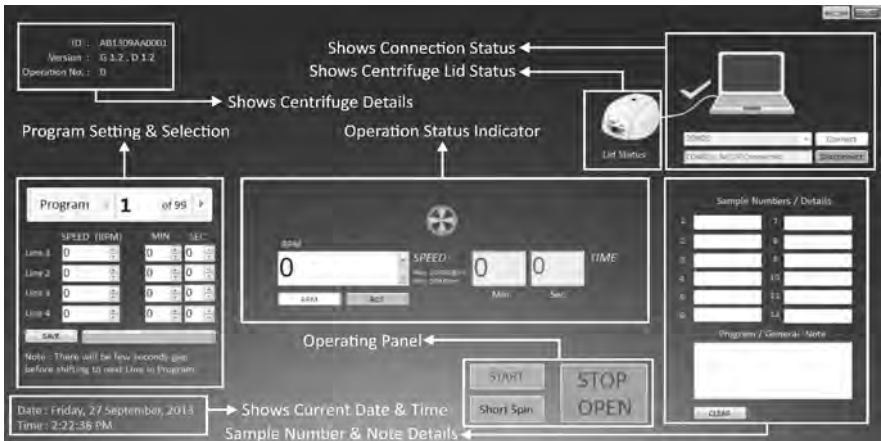 ID : AB1309AA0001
Version : G 1.2 , D 1.2
Operation No. : 0
Shows Centrifuge Details
Shows Connection Status
Shows Centrifuge Lid Status
Lid Status
Connect
Disconnect
Program Setting & Selection
Operation Status Indicator
Program 1 of 99
SPEED (RPM) MIN SEC
Line 1 0 0 0
Line 2 0 0 0
Line 3 0 0 0
Line 4 0 0 0
SAVE
Note : There will be few seconds gap
before shifting to next Line in Program
RPM
0 SPEED 0 0 TIME
RPM RCF
Min Sec
Sample Numbers / Details
1 7
2 8
3 9
4 10
5 11
6 12
Program / General Note
CLEAR
Operating Panel
START
Short Spin
STOP
OPEN
Date : Friday, 27 September, 2013
Time : 2:22:38 PM
Shows Current Date & Time
Sample Number & Note Details